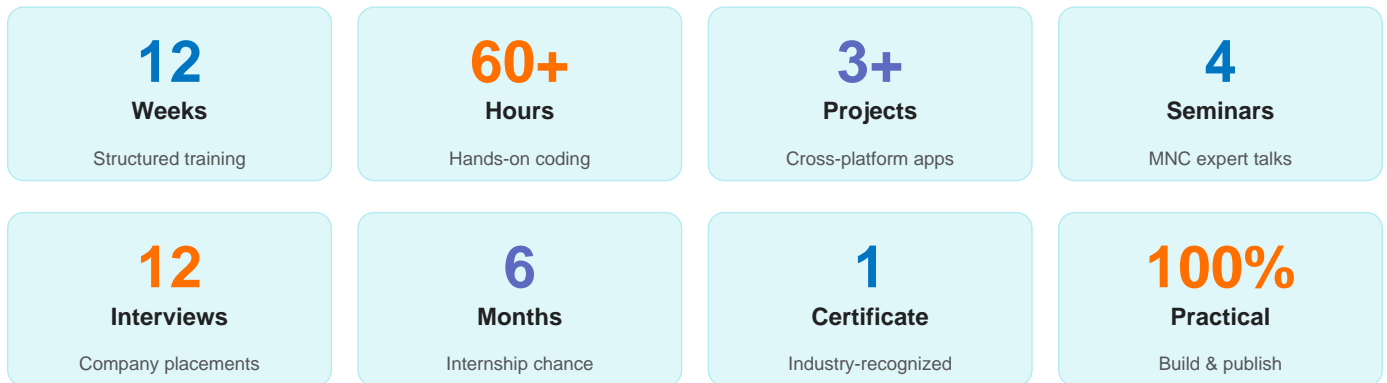 12
Weeks
Structured training
60+
Hours
Hands-on coding
3+
Projects
Cross-platform apps
4
Seminars
MNC expert talks
12
Interviews
Company placements
6
Months
Internship chance
1
Certificate
Industry-recognized
100%
Practical
Build & publish